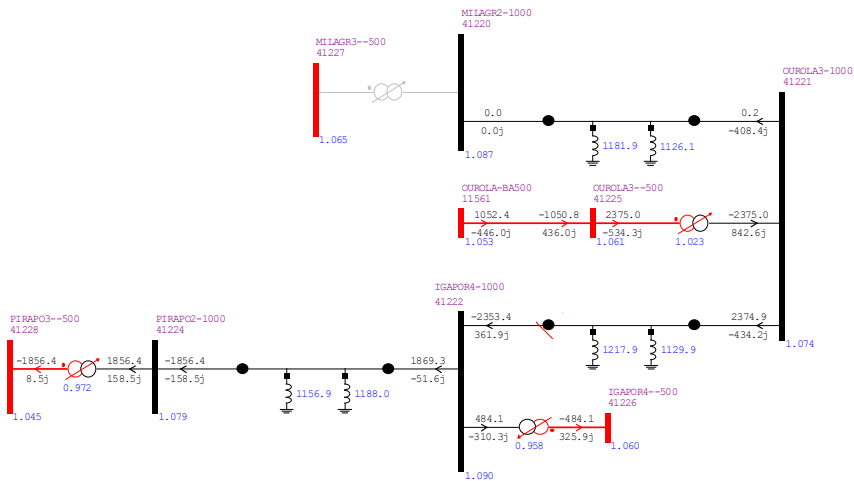 MILAGR2-1000
41220
MILAGR3--500
41227
OUROLA3-1000
41221
0.0
0.0j
0.2
-408.4j
1181.9
1126.1
1.065
1.087
OUROLA-BA500
11561
OUROLA3--500
41225
1052.4
-1050.8
2375.0
-2375.0
-446.0j
436.0j
-534.3j
842.6j
1.053
1.061
1.023
IGAPOR4-1000
41222
PIRAPO3--500
41228
PIRAPO2-1000
41224
-2353.4
361.9j
2374.9
-434.2j
1217.9
1129.9
1.074
-1856.4
8.5j
1856.4
158.5j
-1856.4
-158.5j
1869.3
-51.6j
0.972
1156.9
1188.0
IGAPOR4--500
41226
1.045
1.079
484.1
-310.3j
-484.1
325.9j
0.958
1.060
1.090